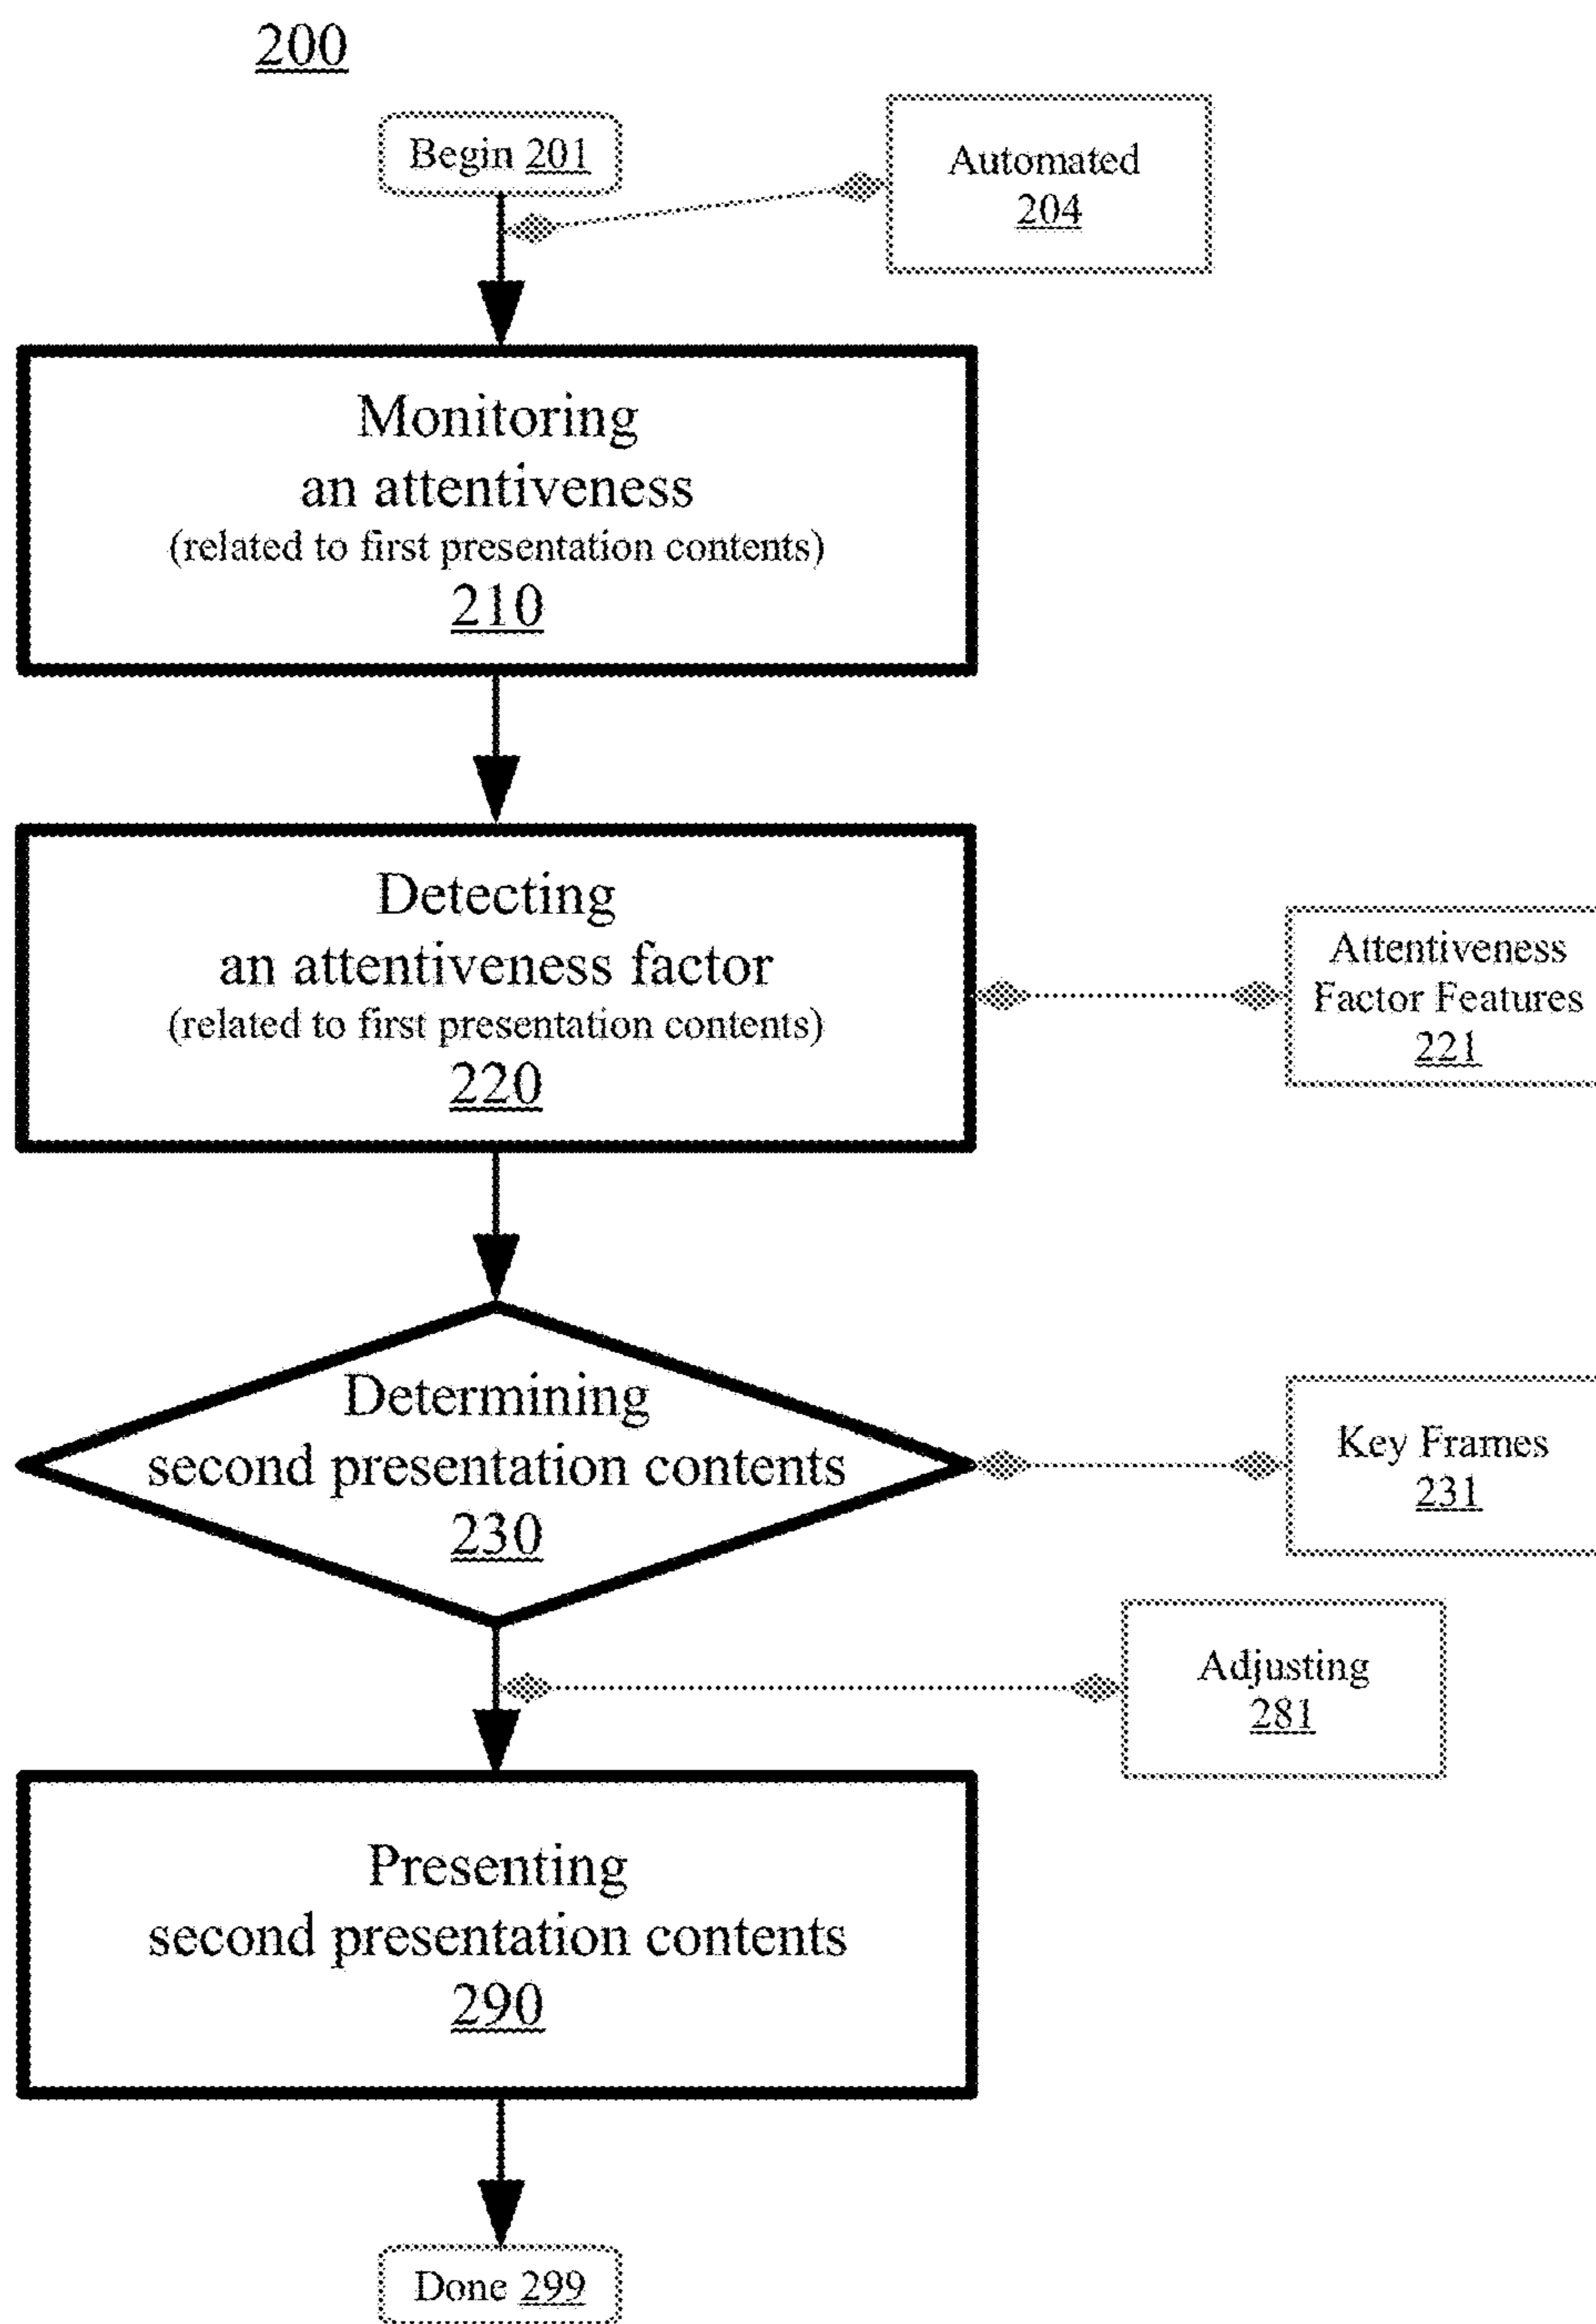 200
Begin 201
Automated
204
Monitoring
an attentiveness
(related to first presentation contents)
210
Detecting
an attentiveness factor
(related to first presentation contents)
220
Attentiveness
Factor Features
221
Determining
second presentation contents
230
Key Frames
231
Adjusting
281
Presenting
second presentation contents
290
Done 299